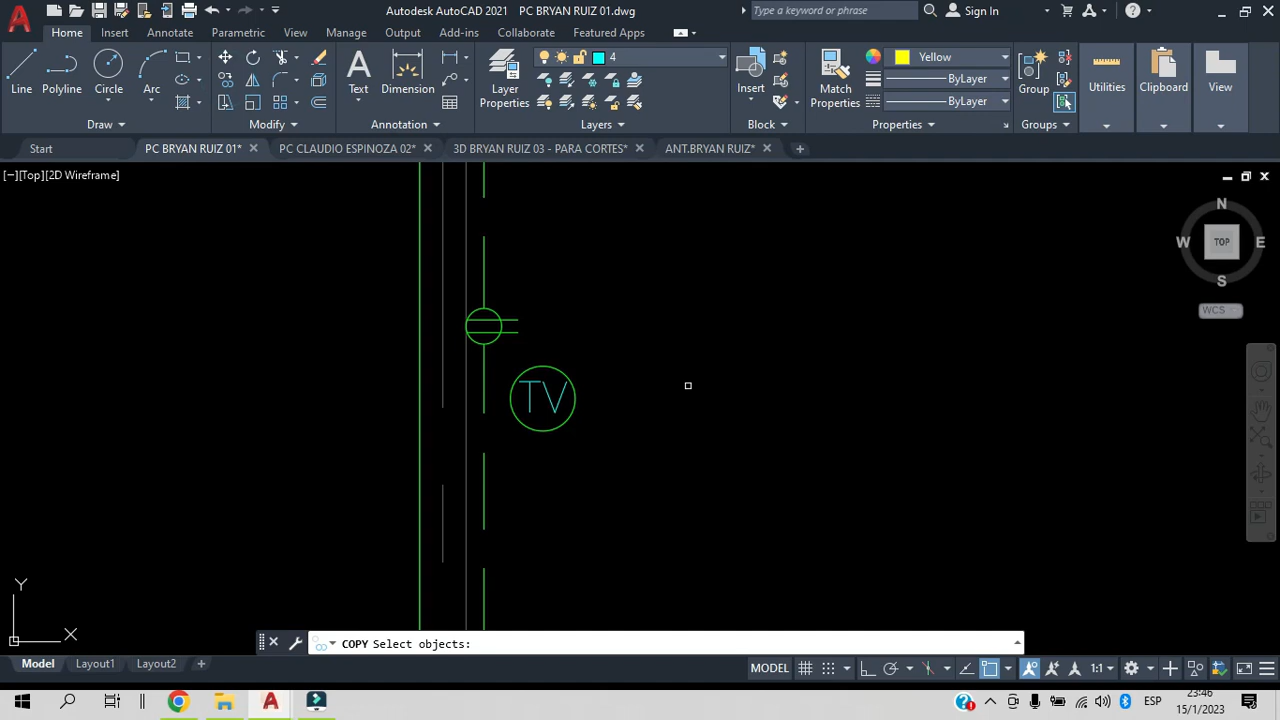 Autodesk AutoCAD 2021 PC BRYAN RUIZ 01.dwg
Type a keyword or phrase
Sign In
Home Insert Annotate Parametric View Manage Output Add-ins Collaborate Featured Apps
Line Polyline Circle Arc
Text Dimension
Layer
Properties
4
Insert
Match
Properties
Yellow
ByLayer
ByLayer
Group
Utilities
Clipboard
View
Draw Modify Annotation Layers Block Properties Groups
Start PC BRYAN RUIZ 01* PC CLAUDIO ESPINOZA 02* 3D BRYAN RUIZ 03 - PARA CORTES* ANT.BRYAN RUIZ*
[−][Top][2D Wireframe]
N
W TOP E
S
WCS
TV
Y
X
COPY Select objects:
Model Layout1 Layout2
MODEL
1:1
ESP
23:46
15/1/2023